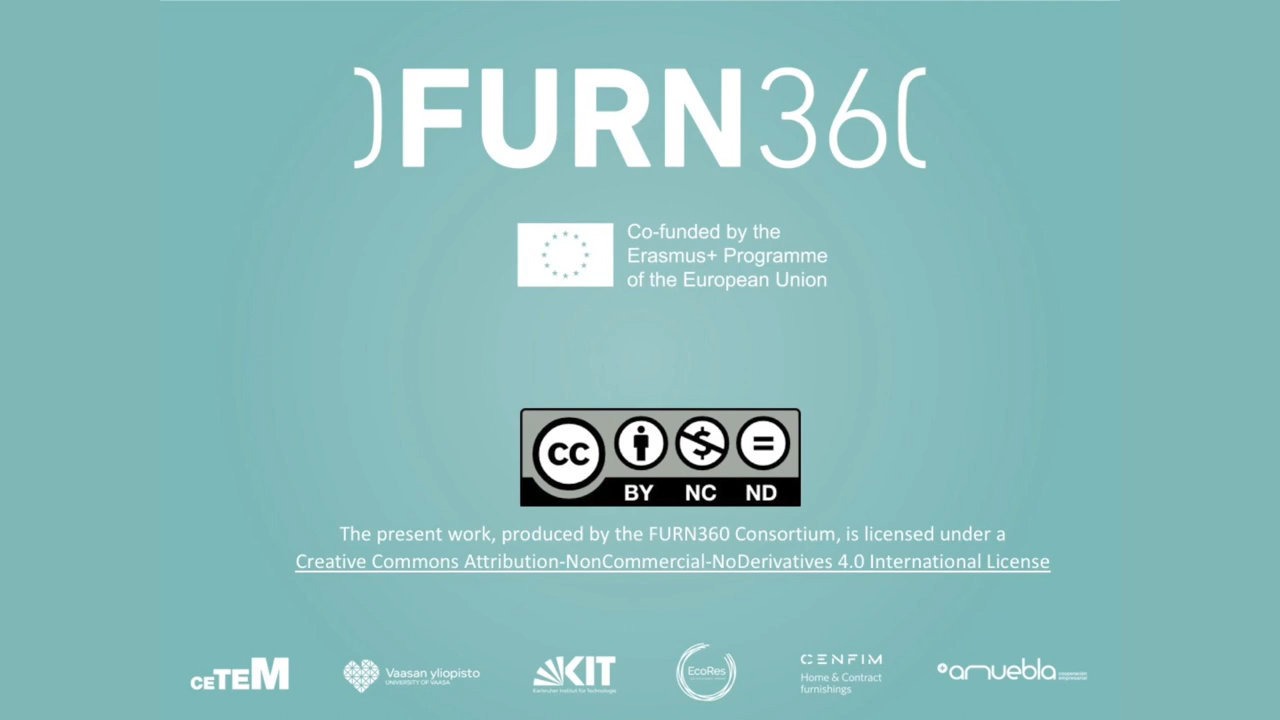 )FURN360
Co-funded by the
Erasmus+ Programme
of the European Union
CC
BY NC ND
The present work, produced by the FURN360 Consortium, is licensed under a
Creative Commons Attribution-NonCommercial-NoDerivatives 4.0 International License
CETEM
Vaasan yliopisto
UNIVERSITY OF VAASA
KIT
Karlsruher Institut für Technologie
EcoRes
CENFIM
Home & Contract
furnishings
amuebla